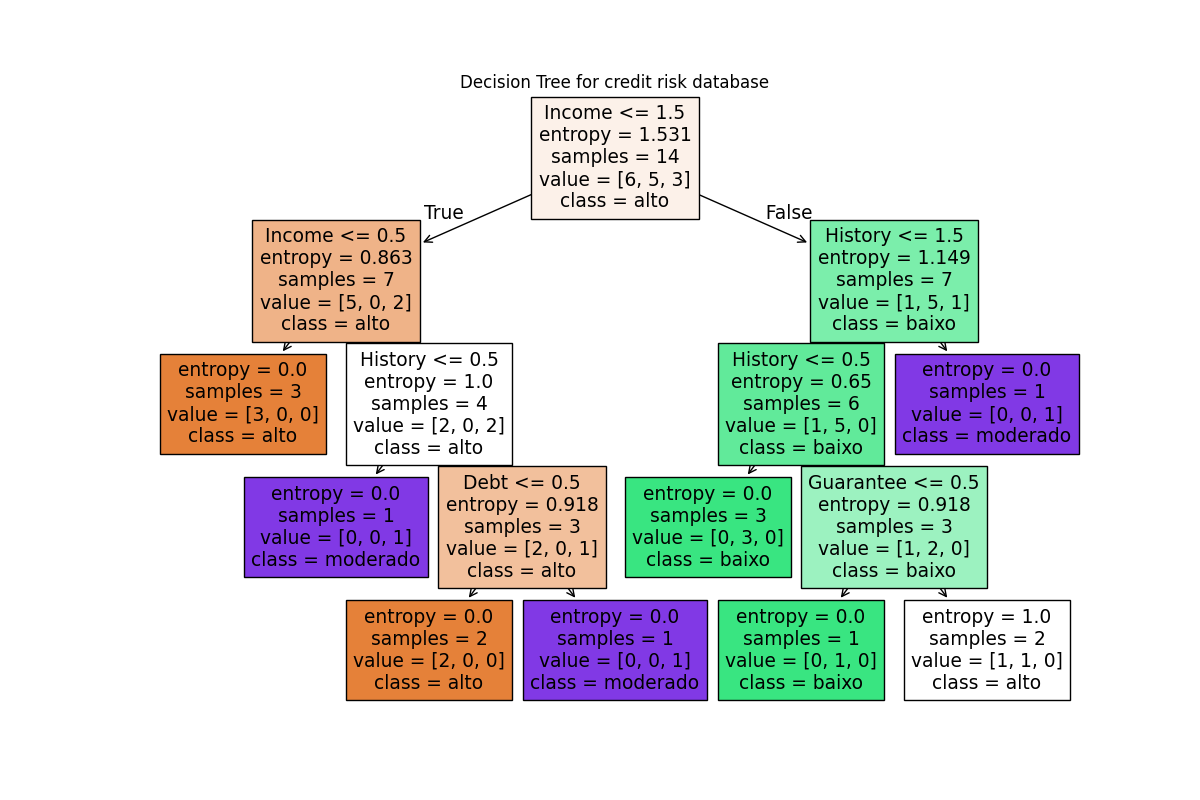 Decision Tree for credit risk database
Income <= 1.5
entropy = 1.531
samples = 14
value = [6, 5, 3]
class = alto
True
False
Income <= 0.5
entropy = 0.863
samples = 7
value = [5, 0, 2]
class = alto
History <= 1.5
entropy = 1.149
samples = 7
value = [1, 5, 1]
class = baixo
entropy = 0.0
samples = 3
value = [3, 0, 0]
class = alto
History <= 0.5
entropy = 1.0
samples = 4
value = [2, 0, 2]
class = alto
History <= 0.5
entropy = 0.65
samples = 6
value = [1, 5, 0]
class = baixo
entropy = 0.0
samples = 1
value = [0, 0, 1]
class = moderado
entropy = 0.0
samples = 1
value = [0, 0, 1]
class = moderado
Debt <= 0.5
entropy = 0.918
samples = 3
value = [2, 0, 1]
class = alto
entropy = 0.0
samples = 3
value = [0, 3, 0]
class = baixo
Guarantee <= 0.5
entropy = 0.918
samples = 3
value = [1, 2, 0]
class = baixo
entropy = 0.0
samples = 2
value = [2, 0, 0]
class = alto
entropy = 0.0
samples = 1
value = [0, 0, 1]
class = moderado
entropy = 0.0
samples = 1
value = [0, 1, 0]
class = baixo
entropy = 1.0
samples = 2
value = [1, 1, 0]
class = alto